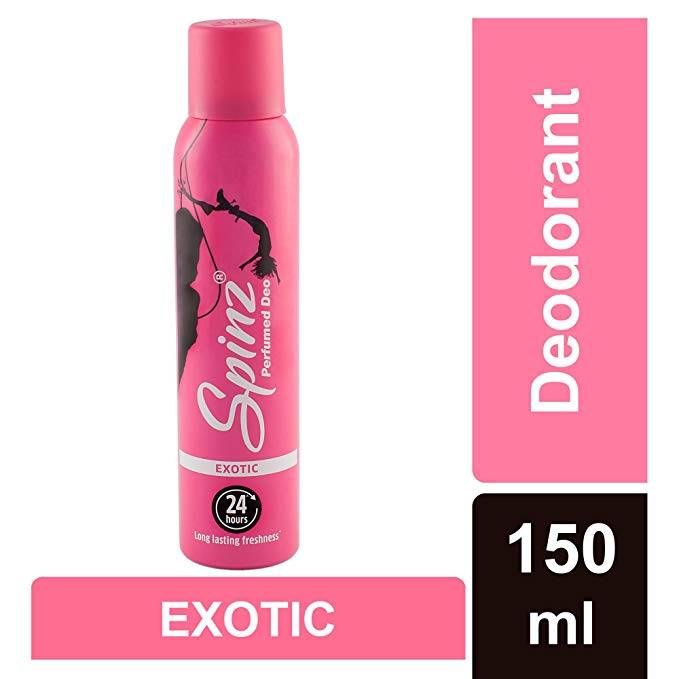 Spinz®
Perfumed Deo
EXOTIC
24
hours
Long lasting freshness*
Deodorant
EXOTIC
150
ml